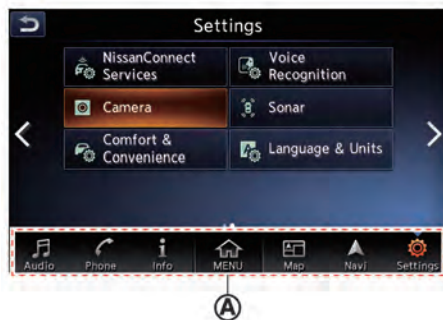 Settings
NissanConnect
Services
Voice
Recognition
Camera
Sonar
Comfort &
Convenience
Language & Units
Audio
Phone
Info
MENU
Map
Navi
Settings
A